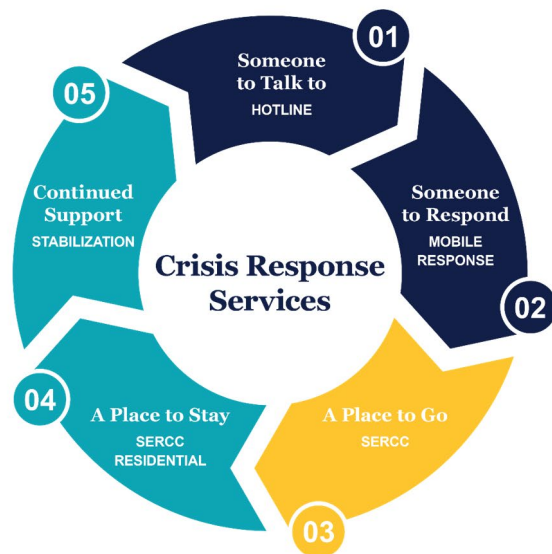 01
Someone
to Talk to
HOTLINE
02
Someone
to Respond
MOBILE
RESPONSE
03
A Place to Go
SERCC
04
A Place to Stay
SERCC
RESIDENTIAL
05
Continued
Support
STABILIZATION
Crisis Response
Services